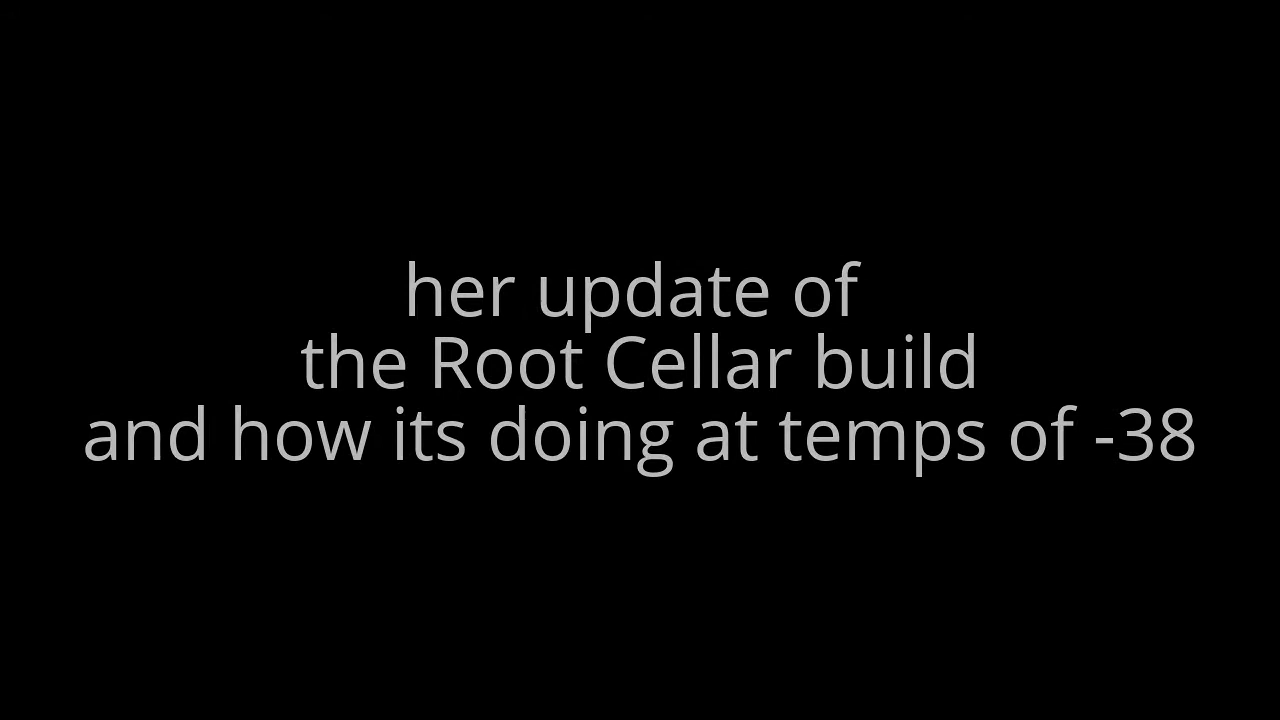 her update of
the Root Cellar build
and how its doing at temps of -38